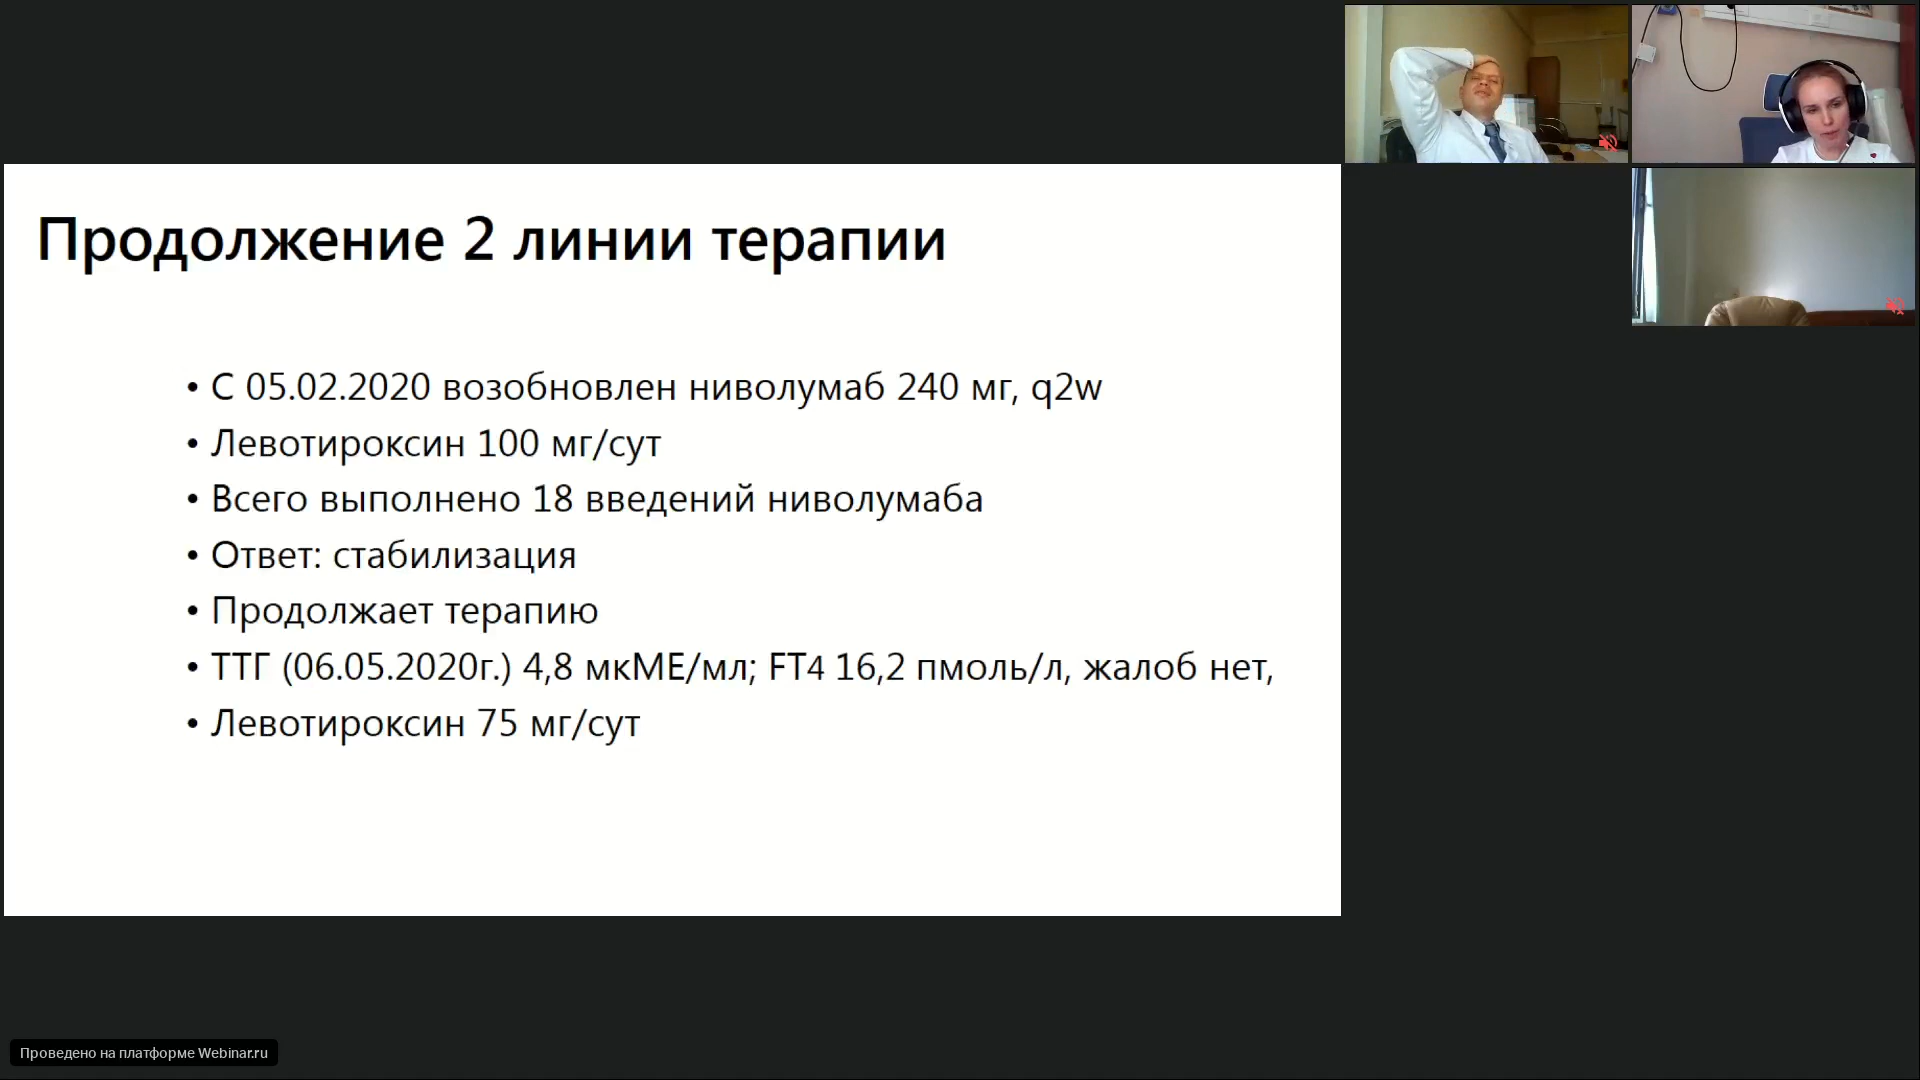 Продолжение 2 линии терапии
• С 05.02.2020 возобновлен ниволумаб 240 мг, q2w
• Левотироксин 100 мг/сут
• Всего выполнено 18 введений ниволумаба
• Ответ: стабилизация
• Продолжает терапию
• ТТГ (06.05.2020г.) 4,8 мкМЕ/мл; FT4 16,2 пмоль/л, жалоб нет,
• Левотироксин 75 мг/сут
Проведено на платформе Webinar.ru